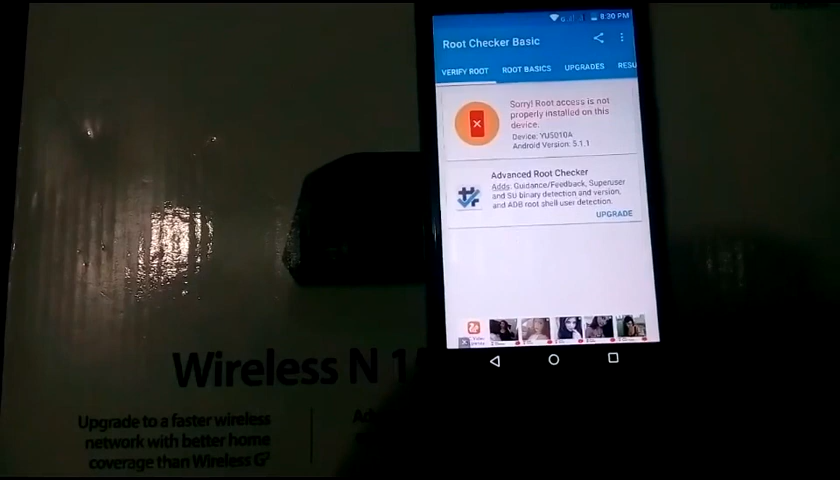 8:30 PM
Root Checker Basic
VERIFY ROOT
ROOT BASICS
UPGRADES
RESU
Sorry! Root access is not
properly installed on this
device.
Device: YU5010A
Android Version: 5.1.1
Advanced Root Checker
Adds: Guidance/Feedback, Superuser
and SU binary detection and version,
and ADB root shell user detection.
UPGRADE
Wireless N 1
Upgrade to a faster wireless
network with better home
coverage than Wireless G